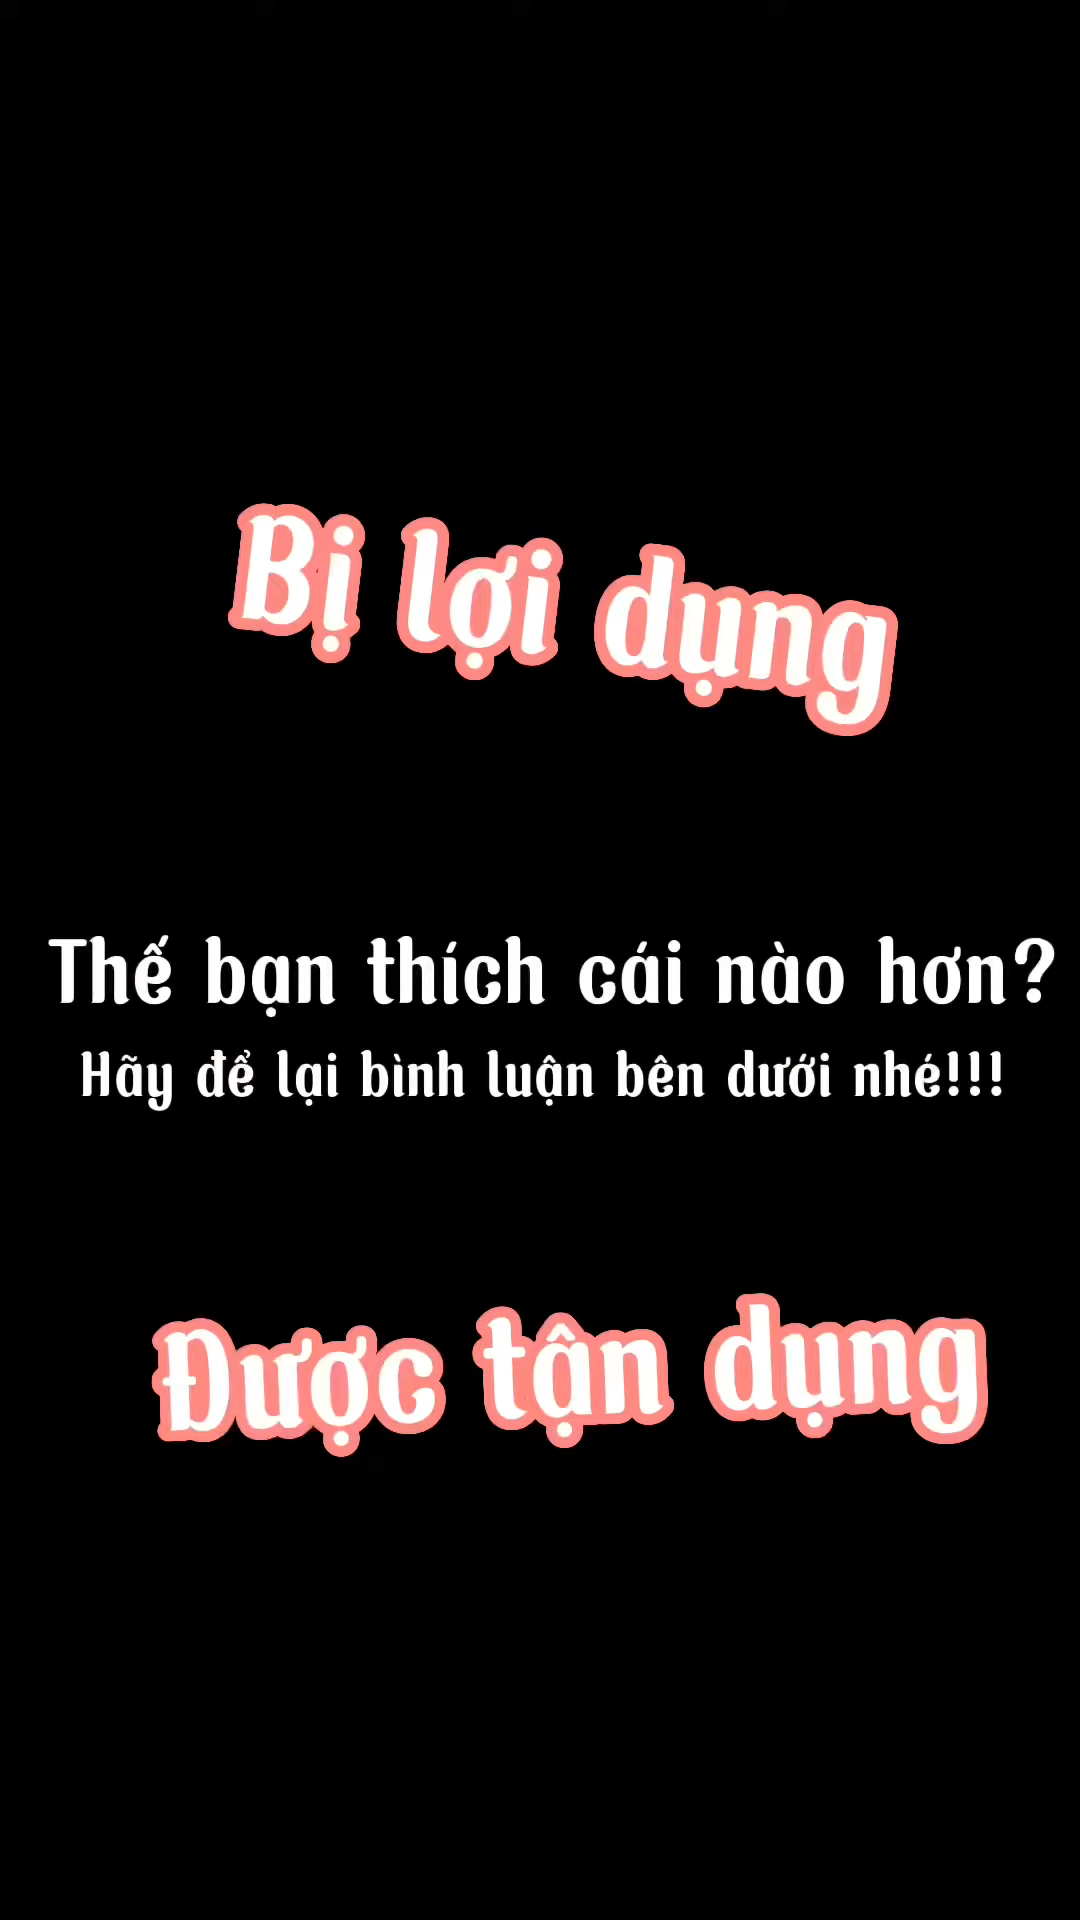 Bị lợi dụng
Thế bạn thích cái nào hơn?
Hãy để lại bình luận bên dưới nhé!!!
Được tận dụng